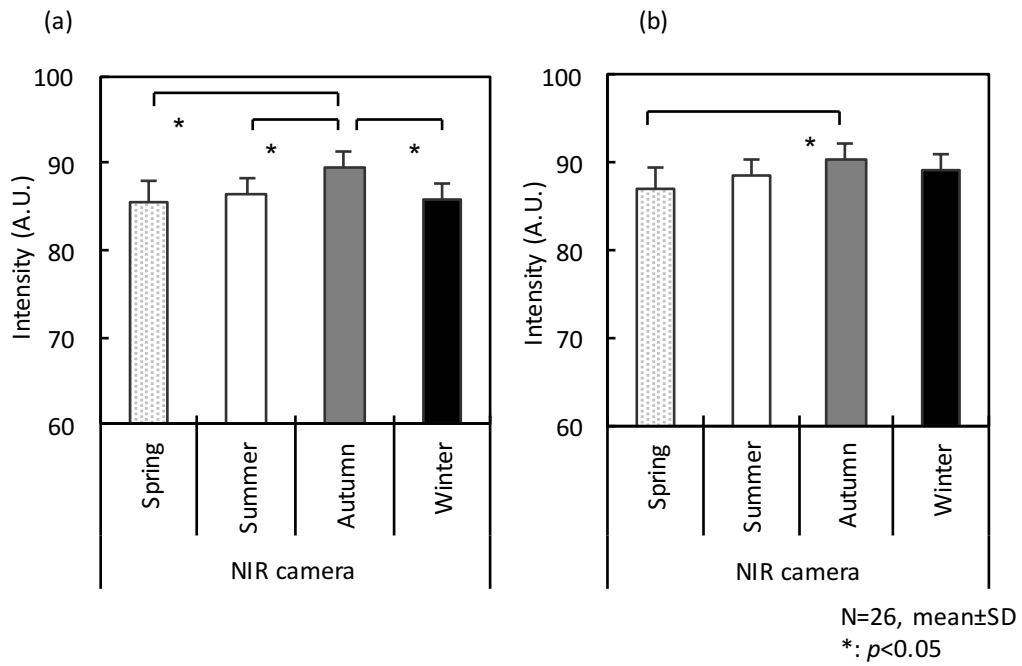 (a)
100
90
80
70
60
Intensity (A.U.)
*
*
*
Spring
Summer
Autumn
Winter
NIR camera
(b)
100
90
80
70
60
Intensity (A.U.)
*
Spring
Summer
Autumn
Winter
NIR camera
N=26, mean±SD
*: p<0.05